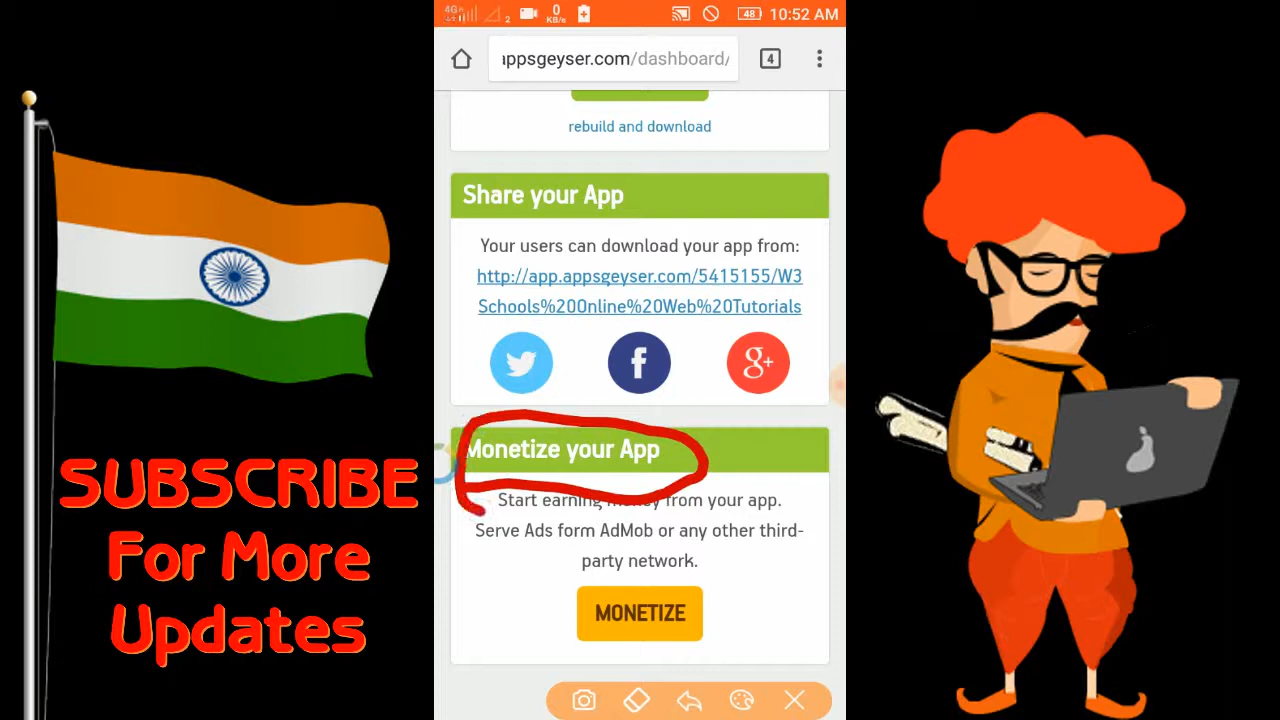 4G
2
0
KB/s
48
10:52 AM
appsgeyser.com/dashboard/
4
rebuild and download
Share your App
Your users can download your app from:
http://app.appsgeyser.com/5415155/W3
Schools%20Online%20Web%20Tutorials
g+
Monetize your App
Start earning money from your app.
Serve Ads form AdMob or any other third-
party network.
MONETIZE
SUBSCRIBE
For More
Updates